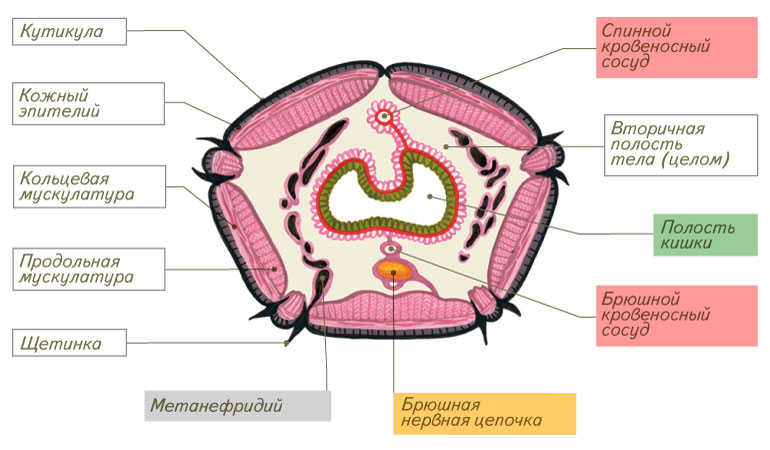 Кутикула
Кожный
эпителий
Кольцевая
мускулатура
Продольная
мускулатура
Щетинка
Метанефридий
Брюшная
нервная цепочка
Спинной
кровеносный
сосуд
Вторичная
полость
тела (целом)
Полость
кишки
Брюшной
кровеносный
сосуд